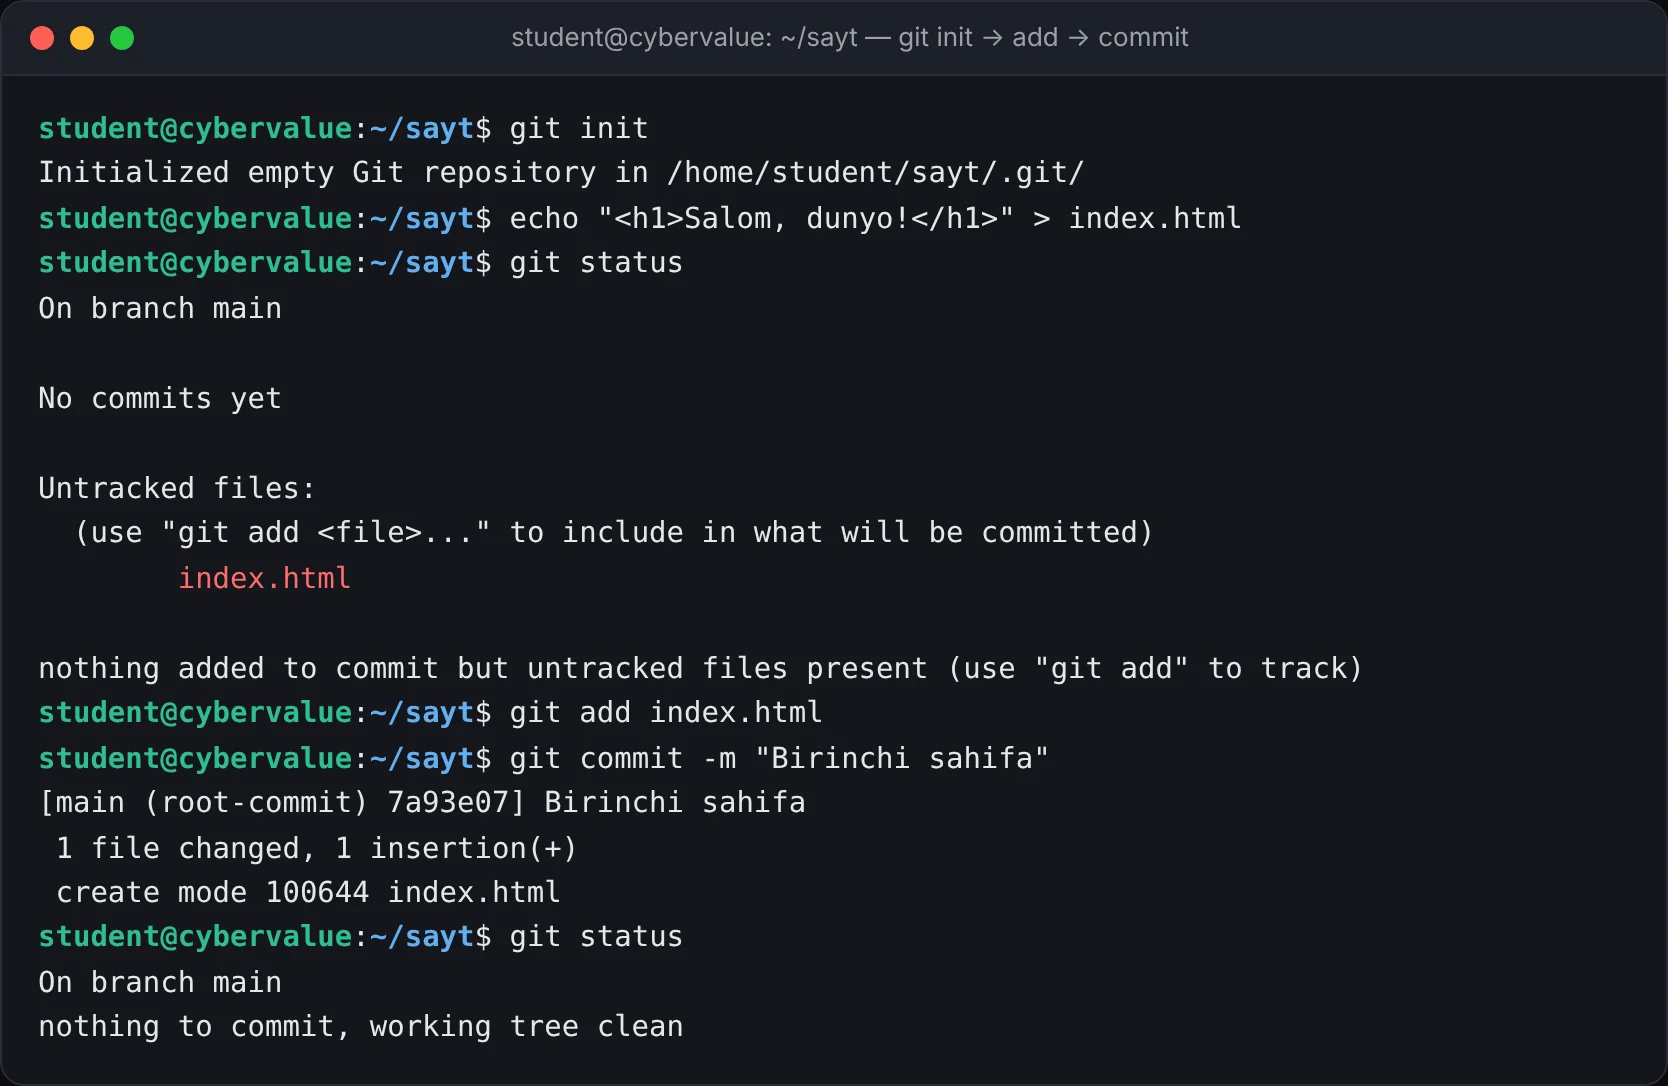 student@cybervalue: ~/sayt — git init → add → commit
student@cybervalue:~/sayt$ git init
Initialized empty Git repository in /home/student/sayt/.git/
student@cybervalue:~/sayt$ echo "<h1>Salom, dunyo!</h1>" > index.html
student@cybervalue:~/sayt$ git status
On branch main
No commits yet
Untracked files:
  (use "git add <file>..." to include in what will be committed)
        index.html
nothing added to commit but untracked files present (use "git add" to track)
student@cybervalue:~/sayt$ git add index.html
student@cybervalue:~/sayt$ git commit -m "Birinchi sahifa"
[main (root-commit) 7a93e07] Birinchi sahifa
 1 file changed, 1 insertion(+)
 create mode 100644 index.html
student@cybervalue:~/sayt$ git status
On branch main
nothing to commit, working tree clean